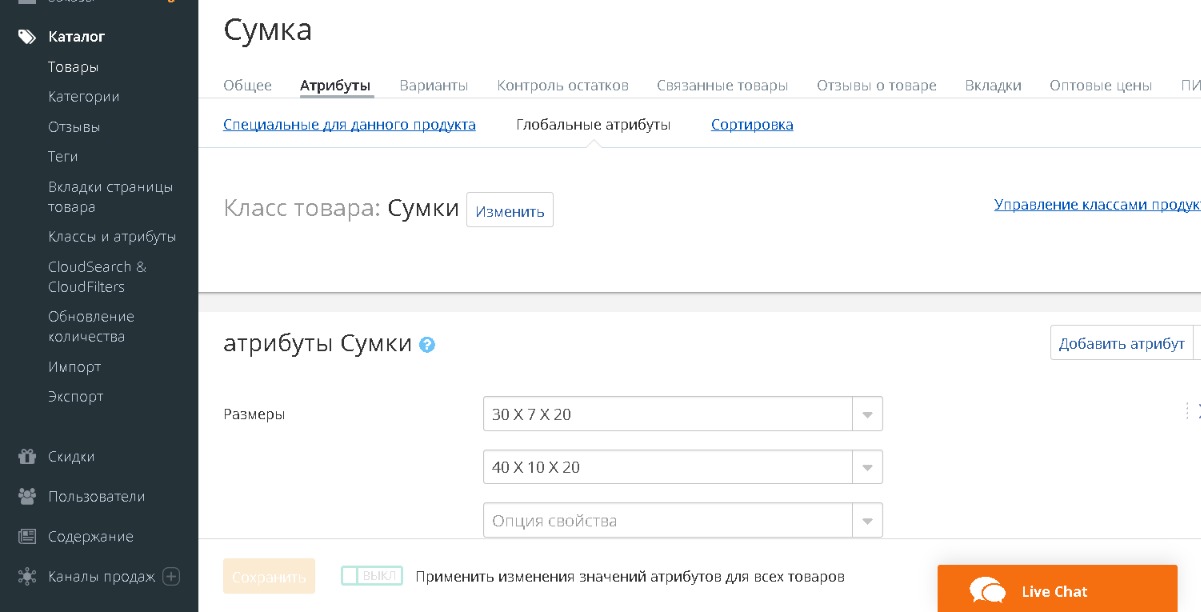 Каталог
Товары
Категории
Отзывы
Теги
Вкладки страницы
товара
Классы и атрибуты
CloudSearch &
CloudFilters
Обновление
количества
Импорт
Экспорт
Скидки
Пользователи
Содержание
Каналы продаж
Сумка
Общее Атрибуты Варианты Контроль остатков Связанные товары Отзывы о товаре Вкладки Оптовые цены ПИ
Специальные для данного продукта Глобальные атрибуты Сортировка
Класс товара: Сумки Изменить Управление классами продук
атрибуты Сумки ? Добавить атрибут
Размеры 30 X 7 X 20
40 X 10 X 20
Опция свойства
Сохранить ВЫКЛ Применить изменения значений атрибутов для всех товаров
Live Chat